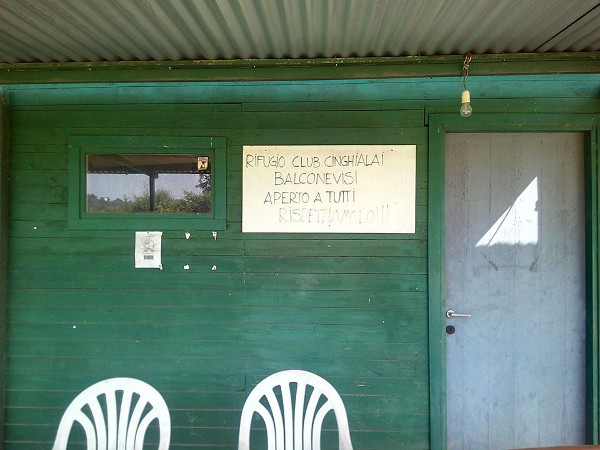 RIFUGIO CLUB CINGHIALAI
BALCONEVISI
APERTO A TUTTI
RISPETTIAMOLO!!!